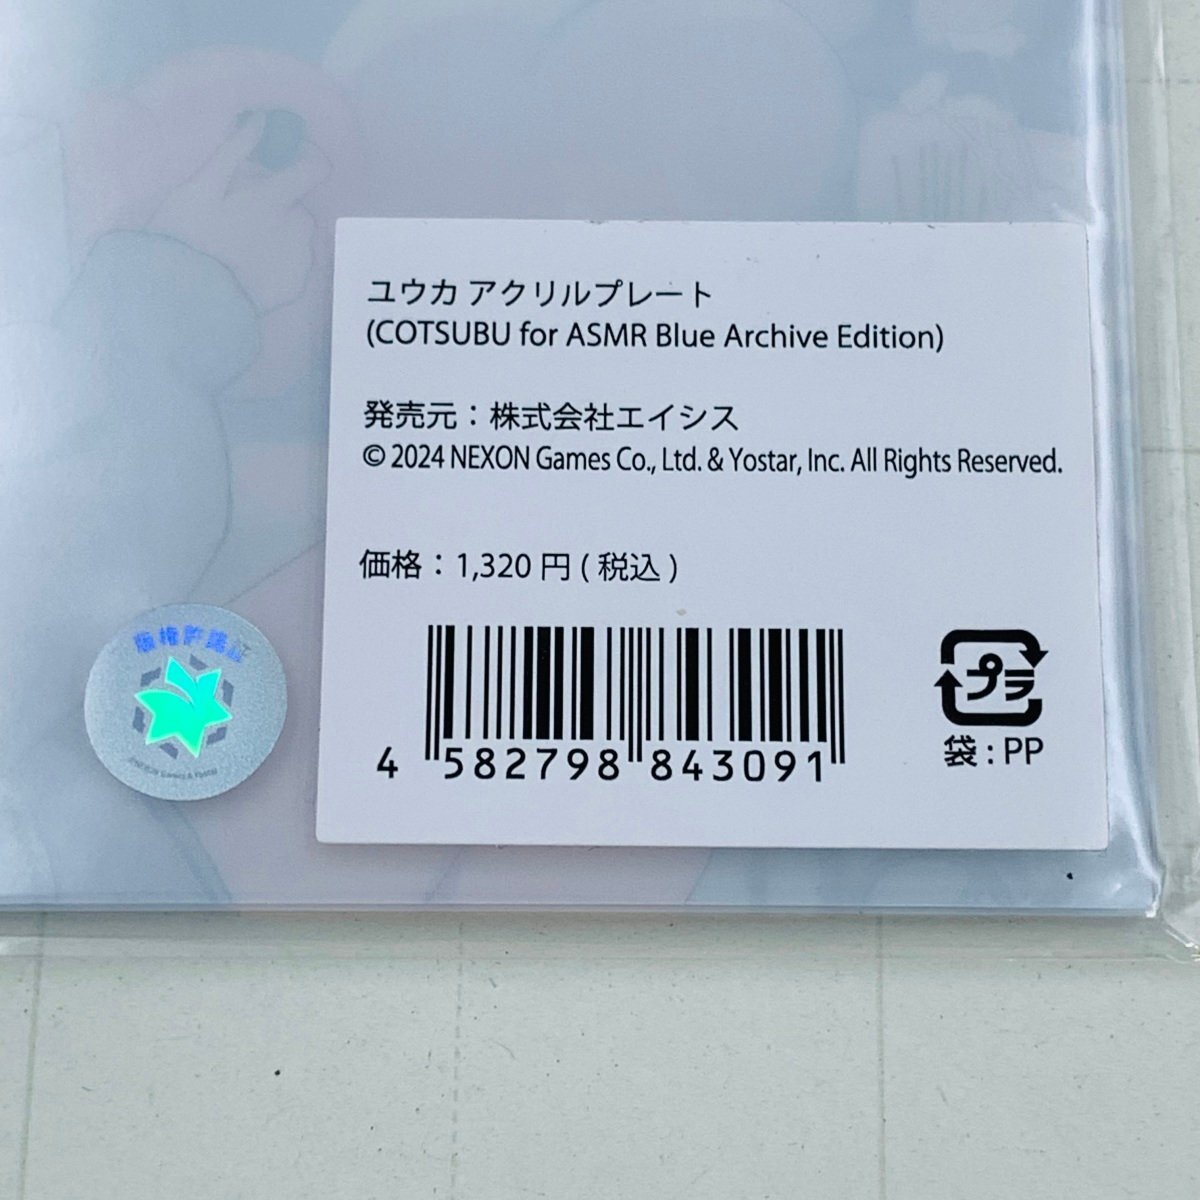 ユウカ アクリルプレート
(COTSUBU for ASMR Blue Archive Edition)
発売元：株式会社エイシス
© 2024 NEXON Games Co., Ltd. & Yostar, Inc. All Rights Reserved.
価格：1,320 円 ( 税込 )
4 582798 843091
プラ
袋 : PP
版権許諾証
©NEXON Games & Yostar